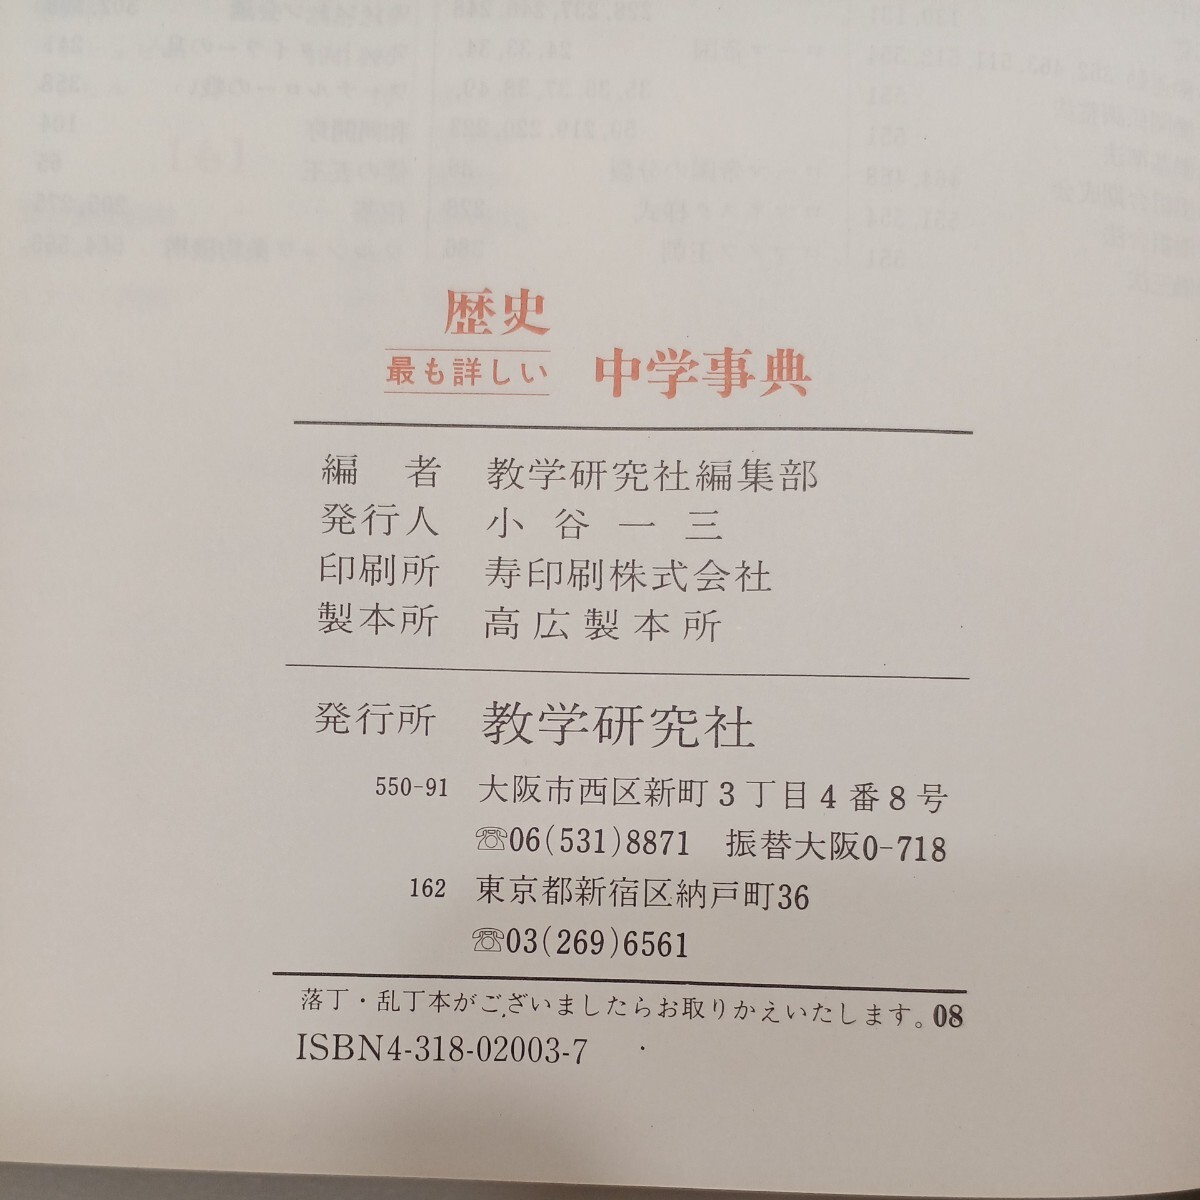 歴史
最も詳しい 中学事典
編 者 教学研究社編集部
発行人 小谷一三
印刷所 寿印刷株式会社
製本所 高広製本所
発行所 教学研究社
550-91 大阪市西区新町3丁目4番8号
☏06(531)8871 振替大阪0-718
162 東京都新宿区納戸町36
☏03(269)6561
落丁・乱丁本がございましたらお取りかえいたします。08
ISBN4-318-02003-7